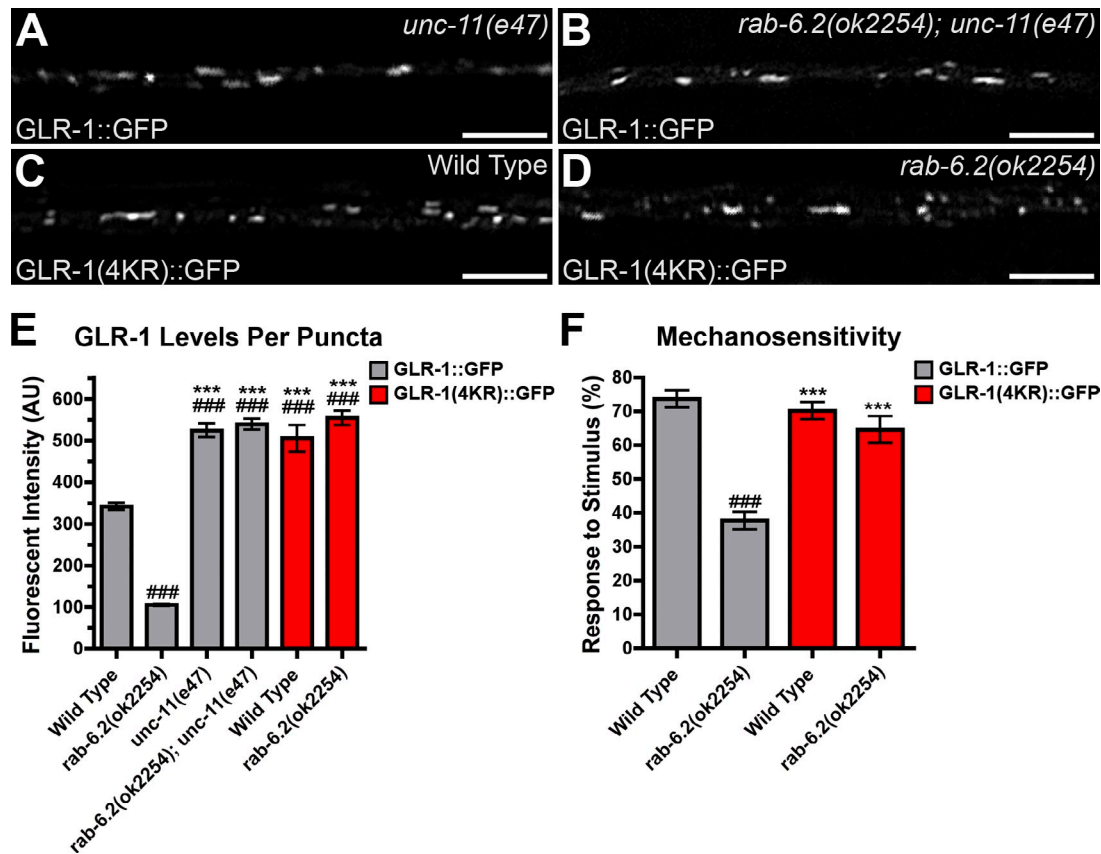 A
unc-11(e47)
GLR-1::GFP
B
rab-6.2(ok2254); unc-11(e47)
GLR-1::GFP
C
Wild Type
GLR-1(4KR)::GFP
D
rab-6.2(ok2254)
GLR-1(4KR)::GFP
E
GLR-1 Levels Per Puncta
GLR-1::GFP
GLR-1(4KR)::GFP
Fluorescent Intensity (AU)
600
500
400
300
200
100
0
###
***
###
***
###
***
###
***
###
Wild Type
rab-6.2(ok2254)
unc-11(e47)
rab-6.2(ok2254); unc-11(e47)
Wild Type
rab-6.2(ok2254)
F
Mechanosensitivity
GLR-1::GFP
GLR-1(4KR)::GFP
Response to Stimulus (%)
80
70
60
50
40
30
20
10
0
###
***
***
Wild Type
rab-6.2(ok2254)
Wild Type
rab-6.2(ok2254)